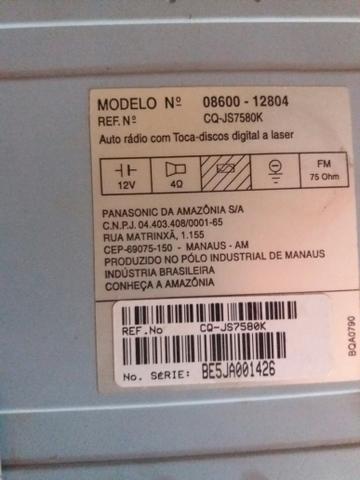 MODELO Nº 08600 - 12804
REF. Nº CQ-JS7580K
Auto rádio com Toca-discos digital a laser
12V 4Ω FM 75 Ohm
PANASONIC DA AMAZÔNIA S/A
C.N.P.J. 04.403.408/0001-65
RUA MATRINXÃ, 1.155
CEP-69075-150 - MANAUS - AM
PRODUZIDO NO PÓLO INDUSTRIAL DE MANAUS
INDÚSTRIA BRASILEIRA
CONHEÇA A AMAZÔNIA
REF.No CQ-JS7580K
No. SéRIE: BE5JA001426
BQA0790